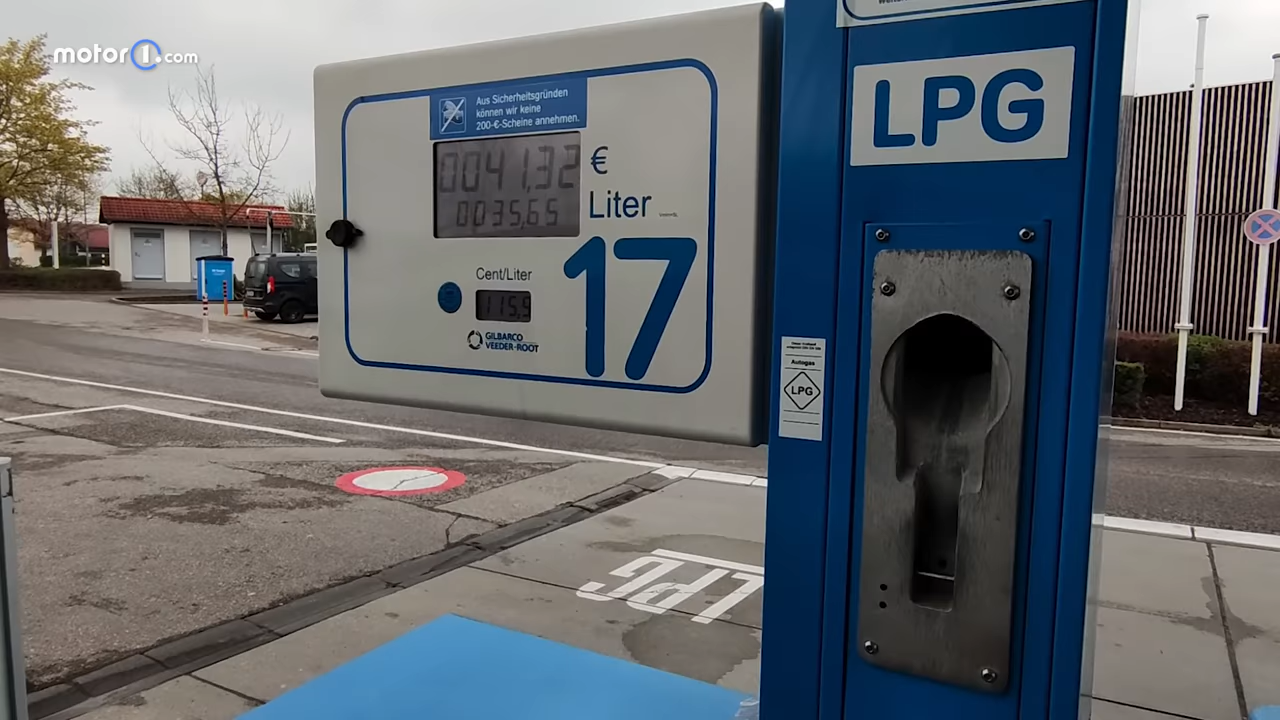 motor1.com
Aus Sicherheitsgründen
können wir keine
200-€-Scheine annehmen.
0041,32
€
0035,65
Liter
17
Cent/Liter
115,5
GILBARCO
VEEDER-ROOT
LPG
Autogas
LPG
LPG